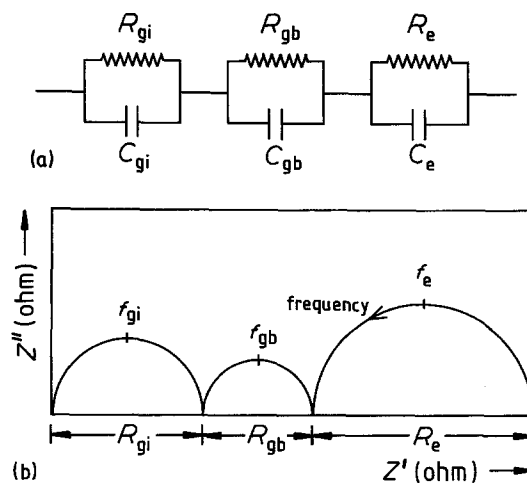 R_gi R_gb R_e
C_gi C_gb C_e
(a)
Z″ (ohm)
f_gi f_gb f_e
frequency
R_gi R_gb R_e
(b) Z′ (ohm)